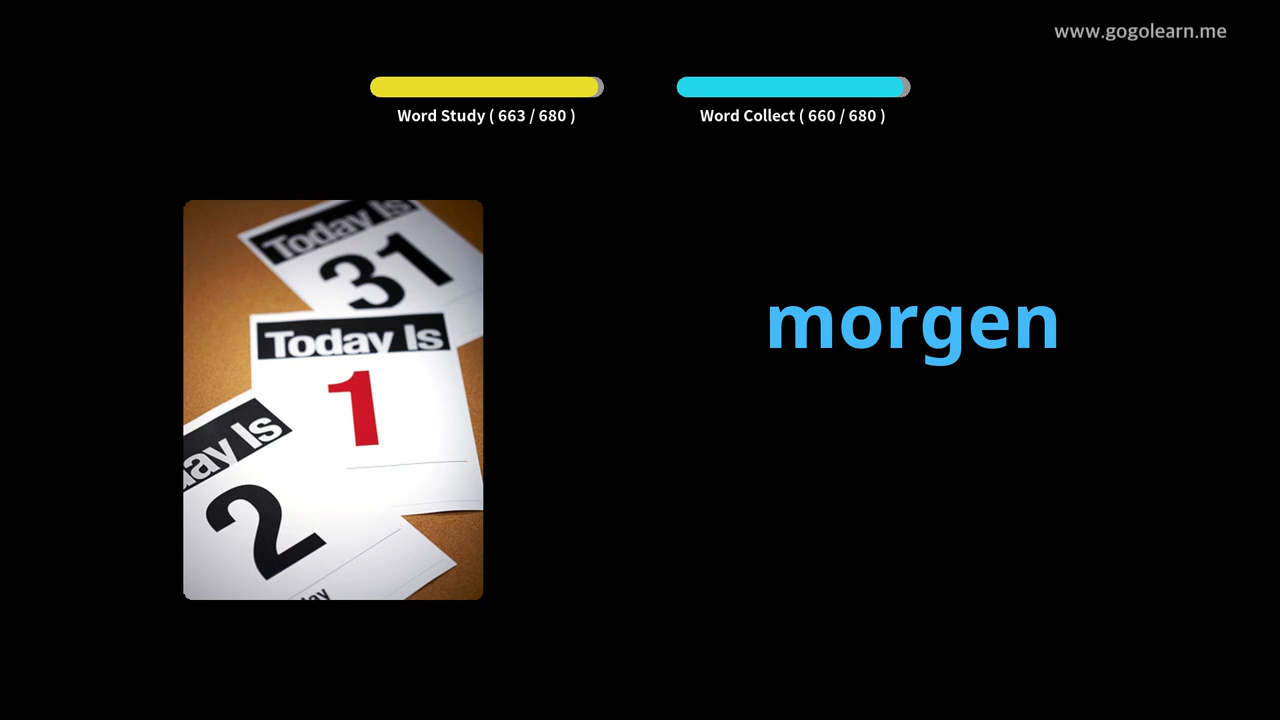 www.gogolearn.me
Word Study ( 663 / 680 )
Word Collect ( 660 / 680 )
Today Is
31
Today Is
1
morgen
ay Is
2